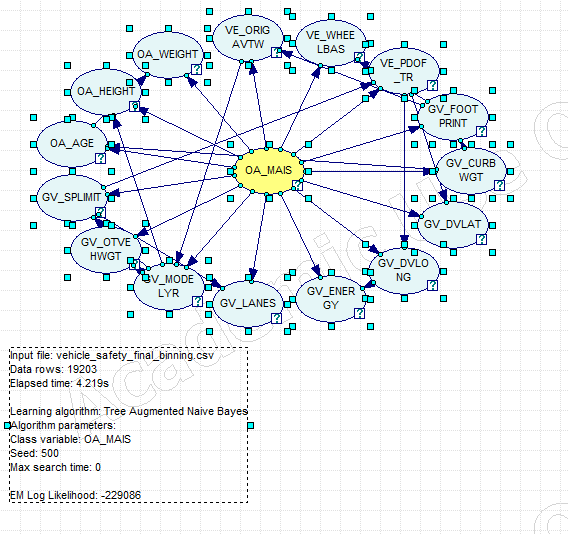 VE_ORIG
AVTW
VE_WHEE
LBAS
OA_WEIGHT
VE_PDOF
_TR
OA_HEIGHT
GV_FOOT
PRINT
OA_AGE
GV_CURB
WGT
OA_MAIS
GV_SPLIMIT
GV_DVLAT
GV_OTVE
HWGT
GV_DVLO
NG
GV_MODE
LYR
GV_ENER
GY
GV_LANES
Input file: vehicle_safety_final_binning.csv
Data rows: 19203
Elapsed time: 4.219s
Learning algorithm: Tree Augmented Naive Bayes
Algorithm parameters:
Class variable: OA_MAIS
Seed: 500
Max search time: 0
EM Log Likelihood: -229086